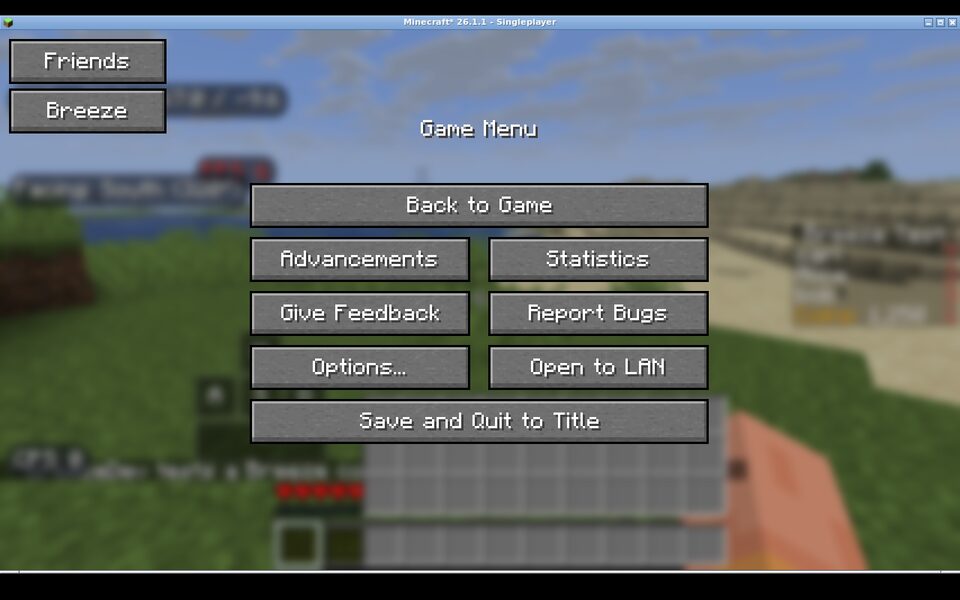 Minecraft* 26.1.1 - Singleplayer
Friends
Breeze
Game Menu
Back to Game
Advancements
Statistics
Give Feedback
Report Bugs
Options...
Open to LAN
Save and Quit to Title